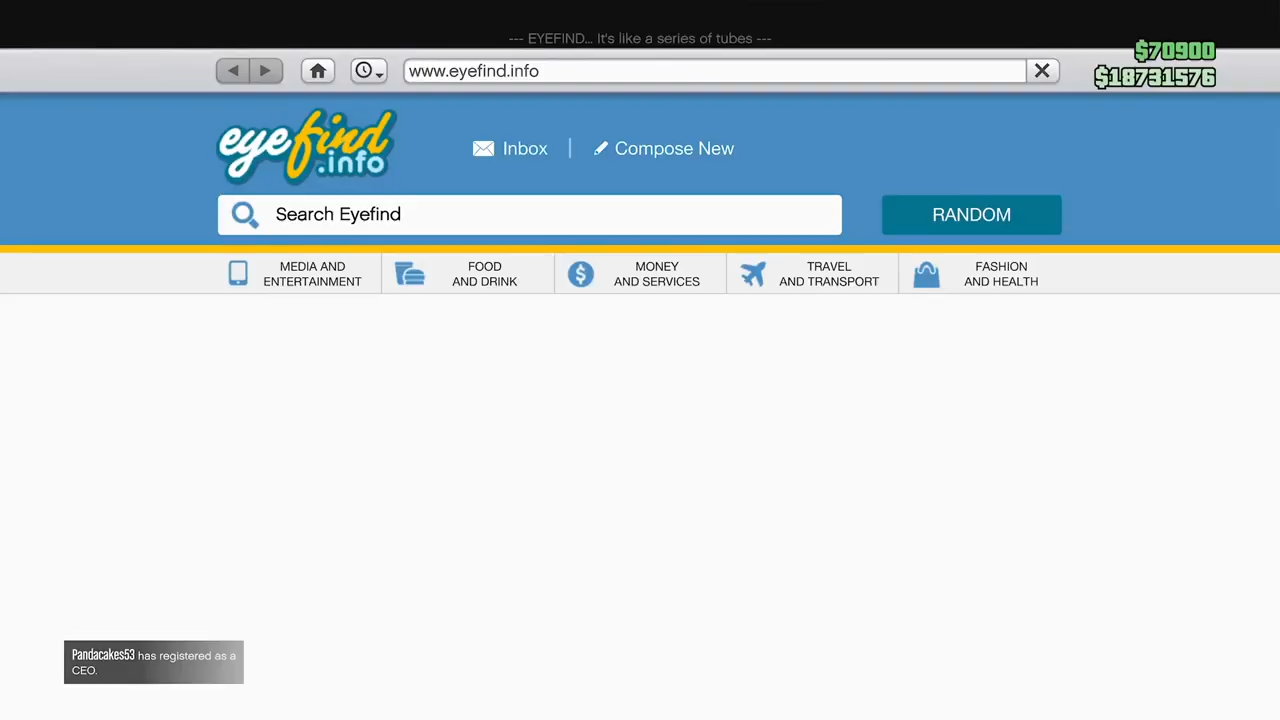 --- EYEFIND... It's like a series of tubes ---
$70900
www.eyefind.info
$18731576
eyefind
.info
Inbox
Compose New
Search Eyefind
RANDOM
MEDIA AND
ENTERTAINMENT
FOOD
AND DRINK
MONEY
AND SERVICES
TRAVEL
AND TRANSPORT
FASHION
AND HEALTH
Pandacakes53 has registered as a
CEO.